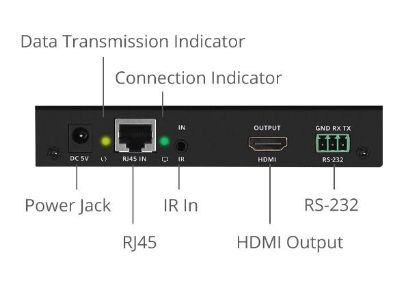 Data Transmission Indicator
Connection Indicator
IN
OUTPUT
GND RX TX
DC 5V
RJ45 IN
IR
HDMI
RS-232
Power Jack
IR In
RS-232
RJ45
HDMI Output